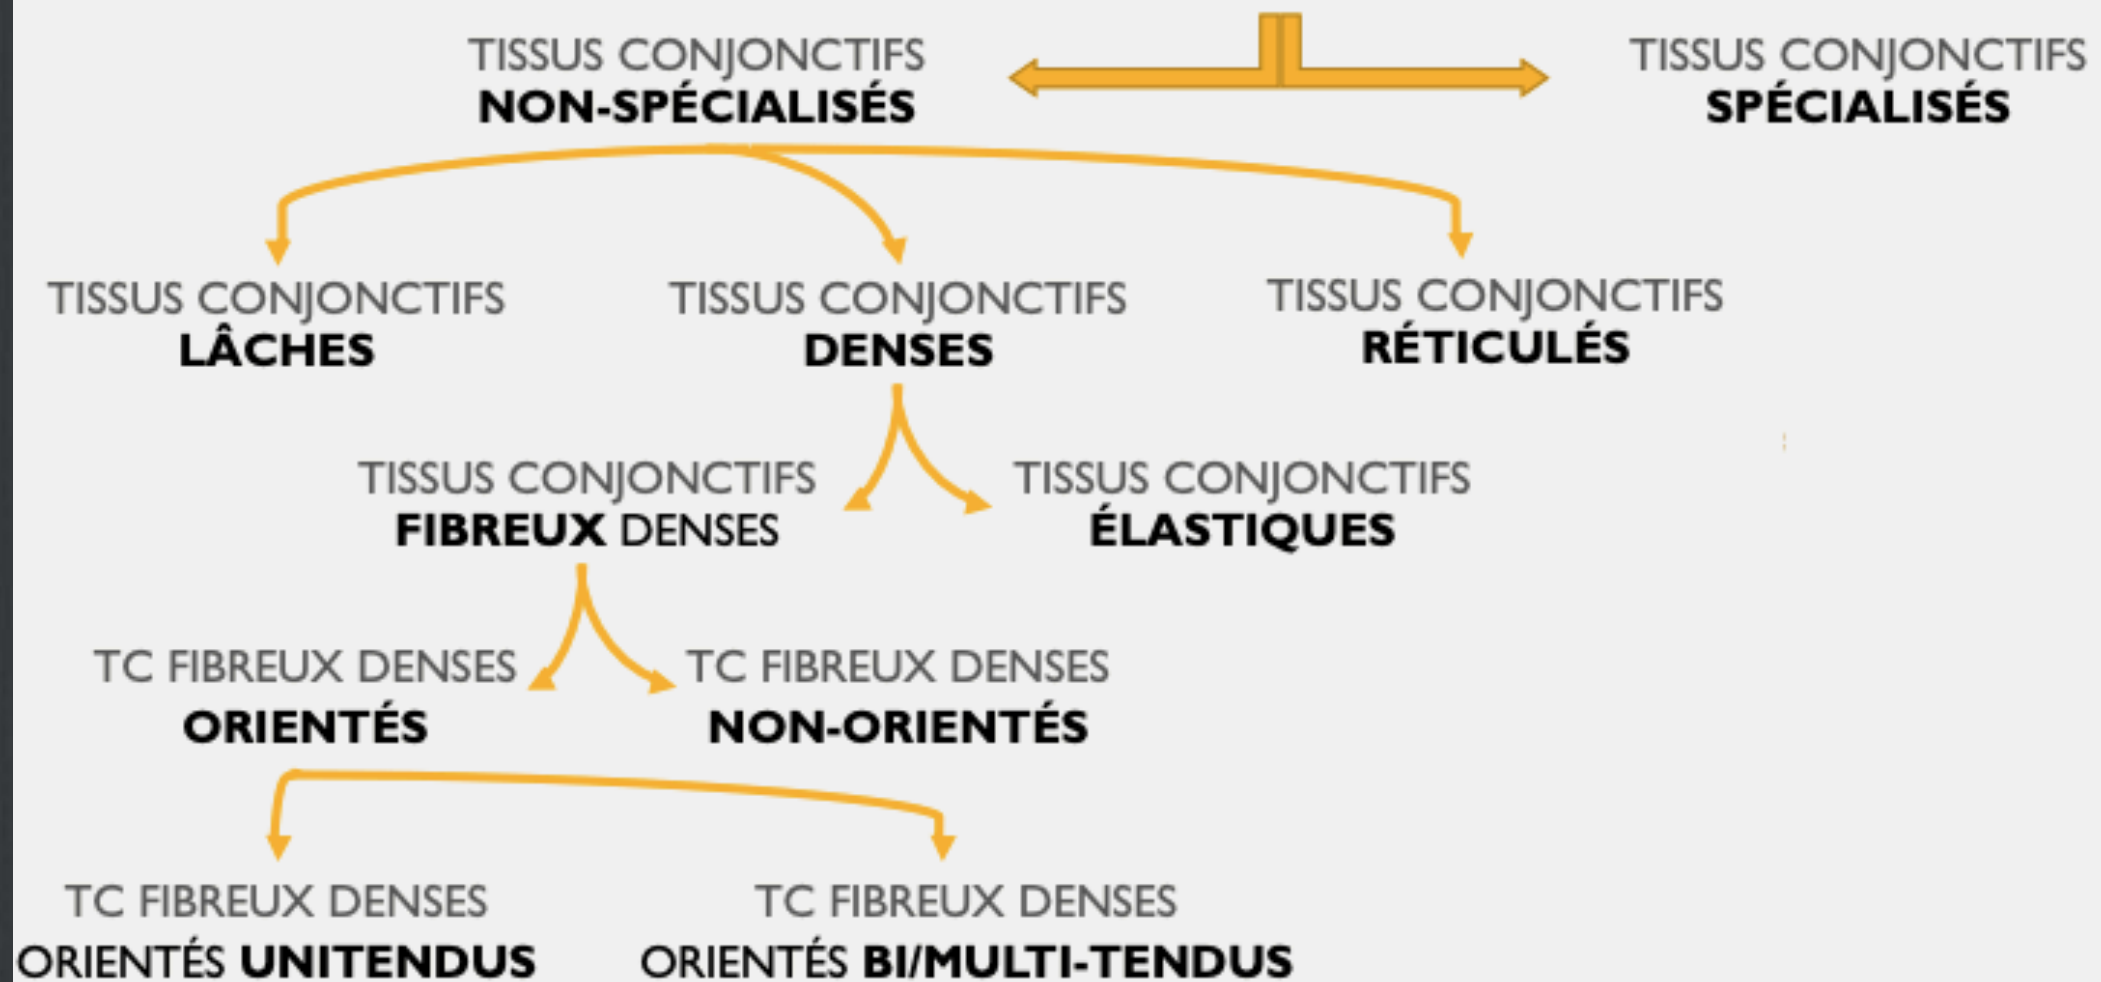 TISSUS CONJONCTIFS
NON-SPÉCIALISÉS
TISSUS CONJONCTIFS
SPÉCIALISÉS
TISSUS CONJONCTIFS
LÂCHES
TISSUS CONJONCTIFS
DENSES
TISSUS CONJONCTIFS
RÉTICULÉS
TISSUS CONJONCTIFS
FIBREUX DENSES
TISSUS CONJONCTIFS
ÉLASTIQUES
TC FIBREUX DENSES
ORIENTÉS
TC FIBREUX DENSES
NON-ORIENTÉS
TC FIBREUX DENSES
ORIENTÉS UNITENDUS
TC FIBREUX DENSES
ORIENTÉS BI/MULTI-TENDUS